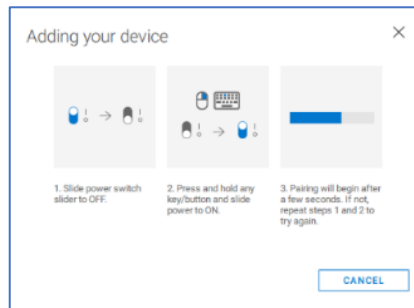 Adding your device
1. Slide power switch
slider to OFF.
2. Press and hold any
key/button and slide
power to ON.
3. Pairing will begin after
a few seconds. If not,
repeat steps 1 and 2 to
try again.
CANCEL